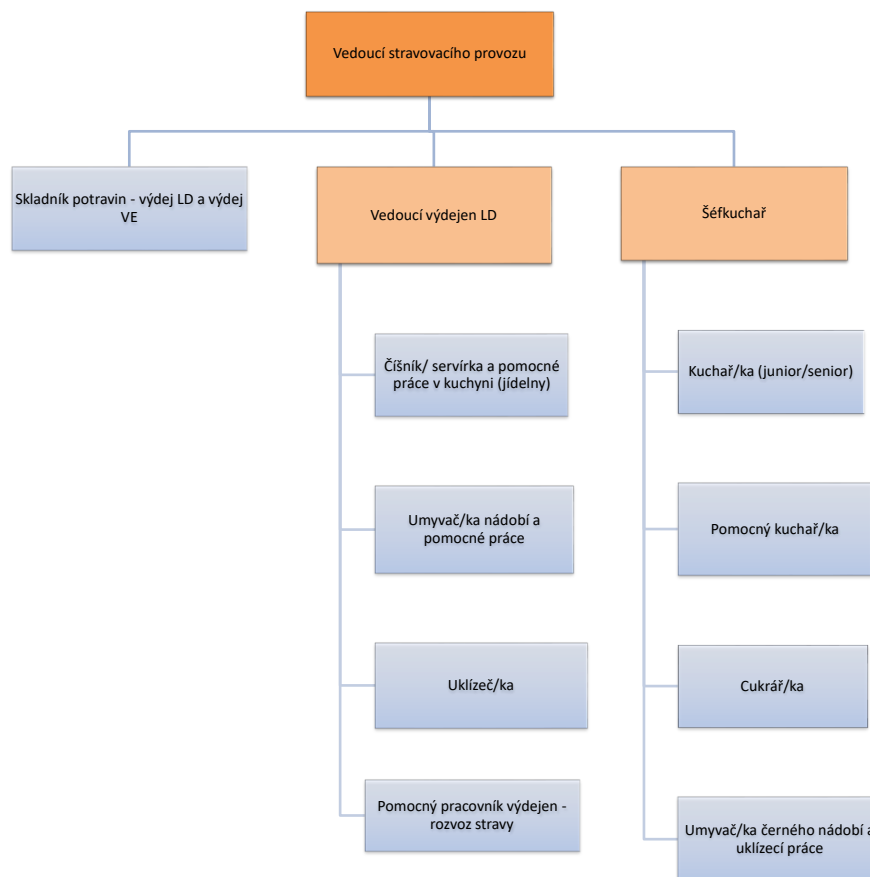 Vedoucí stravovacího provozu
Skladník potravin - výdej LD a výdej
VE
Vedoucí výdejen LD
Šéfkuchař
Číšník/ servírka a pomocné
práce v kuchyni (jídelny)
Umyvač/ka nádobí a
pomocné práce
Uklízeč/ka
Pomocný pracovník výdejen -
rozvoz stravy
Kuchař/ka (junior/senior)
Pomocný kuchař/ka
Cukrář/ka
Umyvač/ka černého nádobí a
uklízecí práce